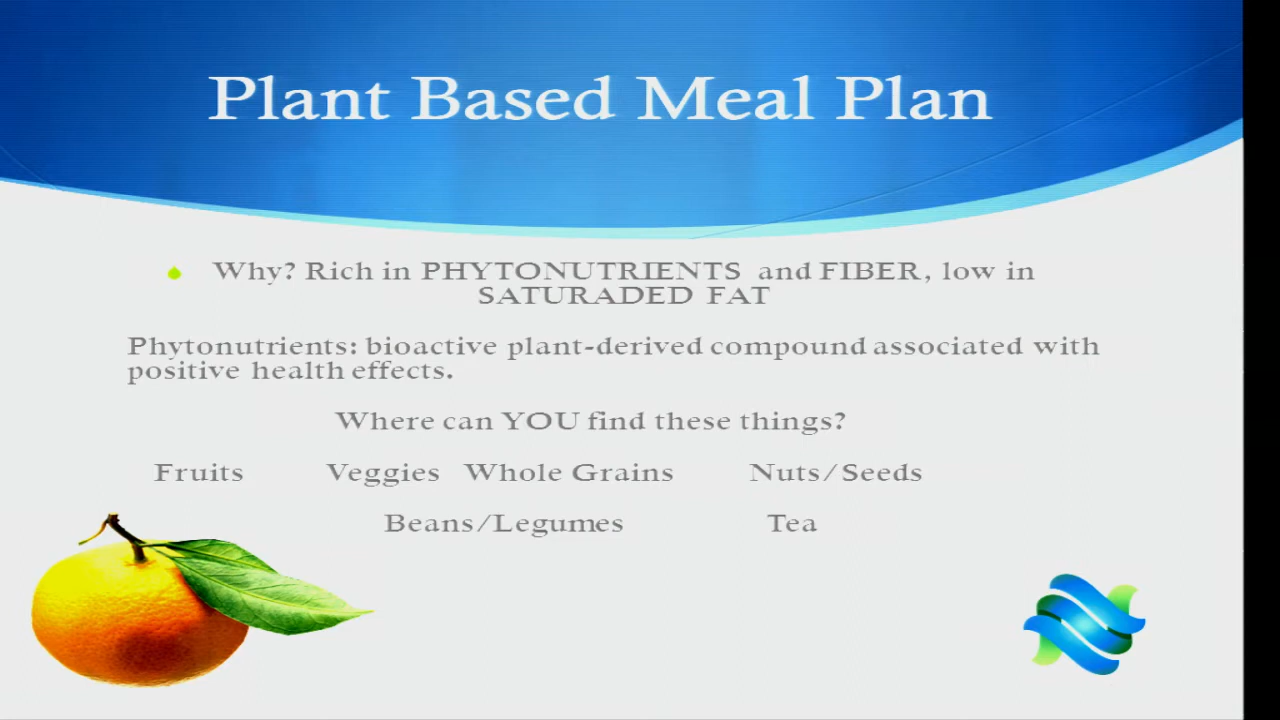 Plant Based Meal Plan
Why? Rich in PHYTONUTRIENTS and FIBER, low in
SATURADED FAT
Phytonutrients: bioactive plant-derived compound associated with
positive health effects.
Where can YOU find these things?
Fruits Veggies Whole Grains Nuts/Seeds
Beans/Legumes Tea